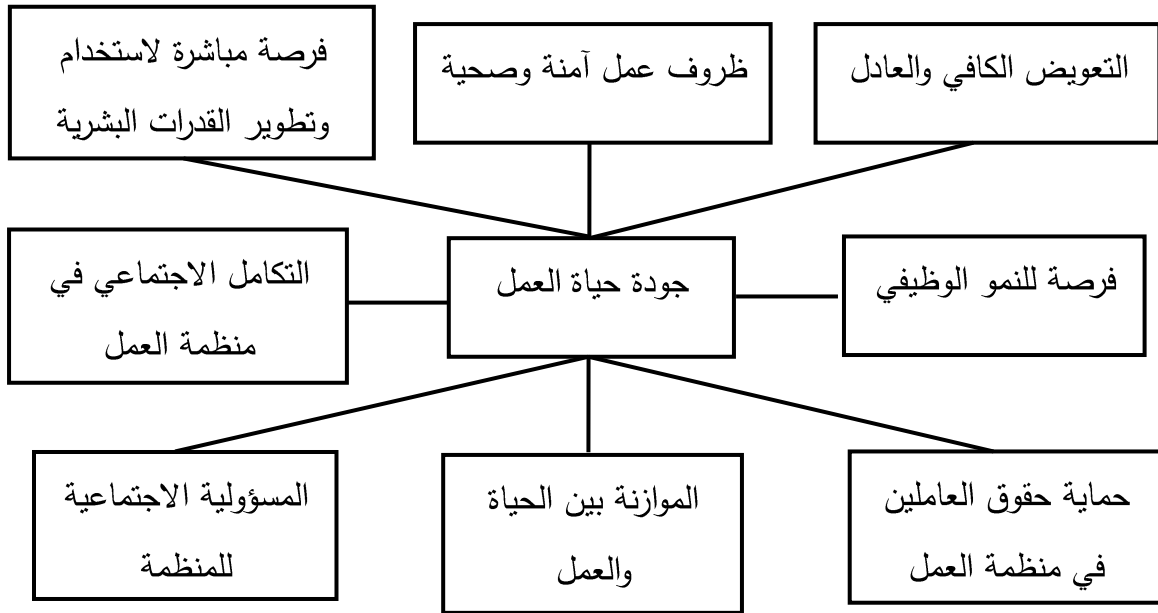 التعويض الكافي والعادل
ظروف عمل آمنة وصحية
فرصة مباشرة لاستخدام
وتطوير القدرات البشرية
فرصة للنمو الوظيفي
جودة حياة العمل
التكامل الاجتماعي في
منظمة العمل
حماية حقوق العاملين
في منظمة العمل
الموازنة بين الحياة
والعمل
المسؤولية الاجتماعية
للمنظمة